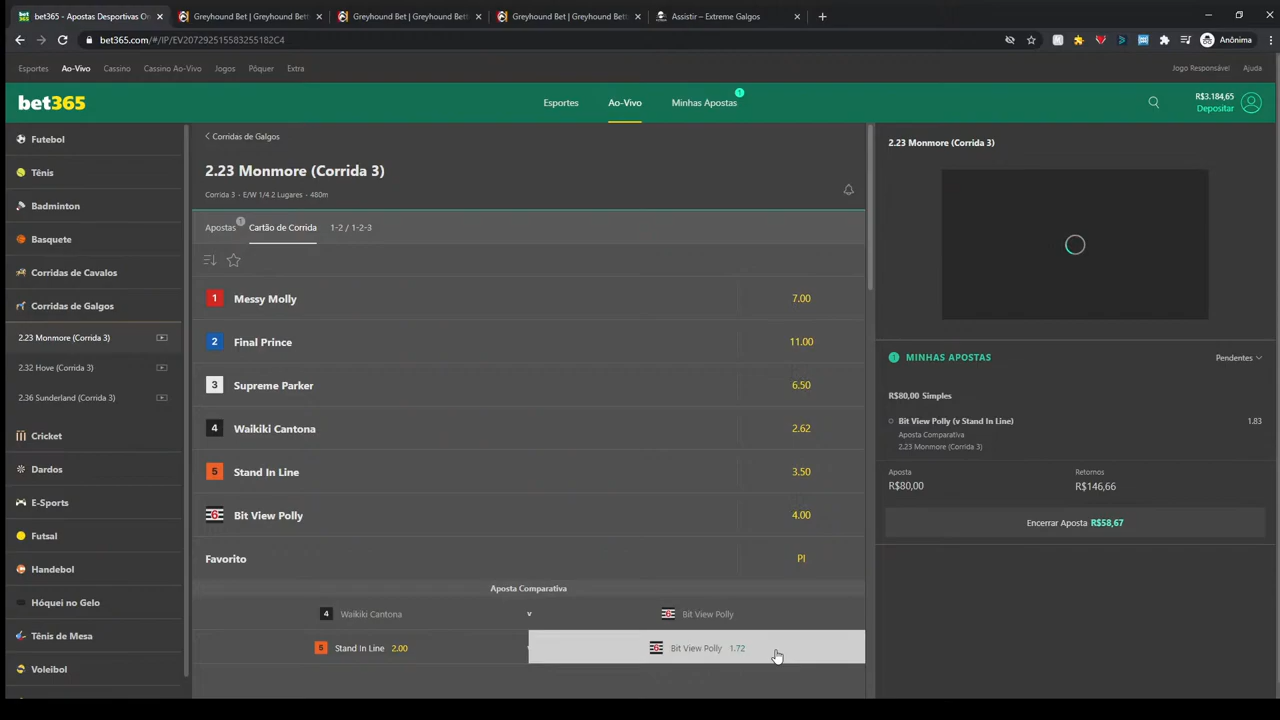 bet365 - Apostas Desportivas On
Greyhound Bet | Greyhound Bett
Greyhound Bet | Greyhound Bett
Greyhound Bet | Greyhound Bett
Assistir – Extreme Galgos
bet365.com/#/IP/EV207292515583255182C4
Anônima
Esportes Ao-Vivo Cassino Cassino Ao-Vivo Jogos Pôquer Extra
Jogo Responsável Ajuda
bet365
Esportes Ao-Vivo Minhas Apostas 1
R$3.184,65
Depositar
Futebol
Tênis
Badminton
Basquete
Corridas de Cavalos
Corridas de Galgos
2.23 Monmore (Corrida 3)
2.32 Hove (Corrida 3)
2.36 Sunderland (Corrida 3)
Cricket
Dardos
E-Sports
Futsal
Handebol
Hóquei no Gelo
Tênis de Mesa
Voleibol
Corridas de Galgos
2.23 Monmore (Corrida 3)
Corrida 3 - E/W 1/4 2 Lugares - 480m
Apostas 1 Cartão de Corrida 1-2 / 1-2-3
1 Messy Molly 7.00
2 Final Prince 11.00
3 Supreme Parker 6.50
4 Waikiki Cantona 2.62
5 Stand In Line 3.50
6 Bit View Polly 4.00
Favorito PI
Aposta Comparativa
4 Waikiki Cantona v 6 Bit View Polly
5 Stand In Line 2.00 6 Bit View Polly 1.72
2.23 Monmore (Corrida 3)
1 MINHAS APOSTAS Pendentes
R$80,00 Simples
Bit View Polly (v Stand In Line) 1.83
Aposta Comparativa
2.23 Monmore (Corrida 3)
Aposta Retornos
R$80,00 R$146,66
Encerrar Aposta R$58,67